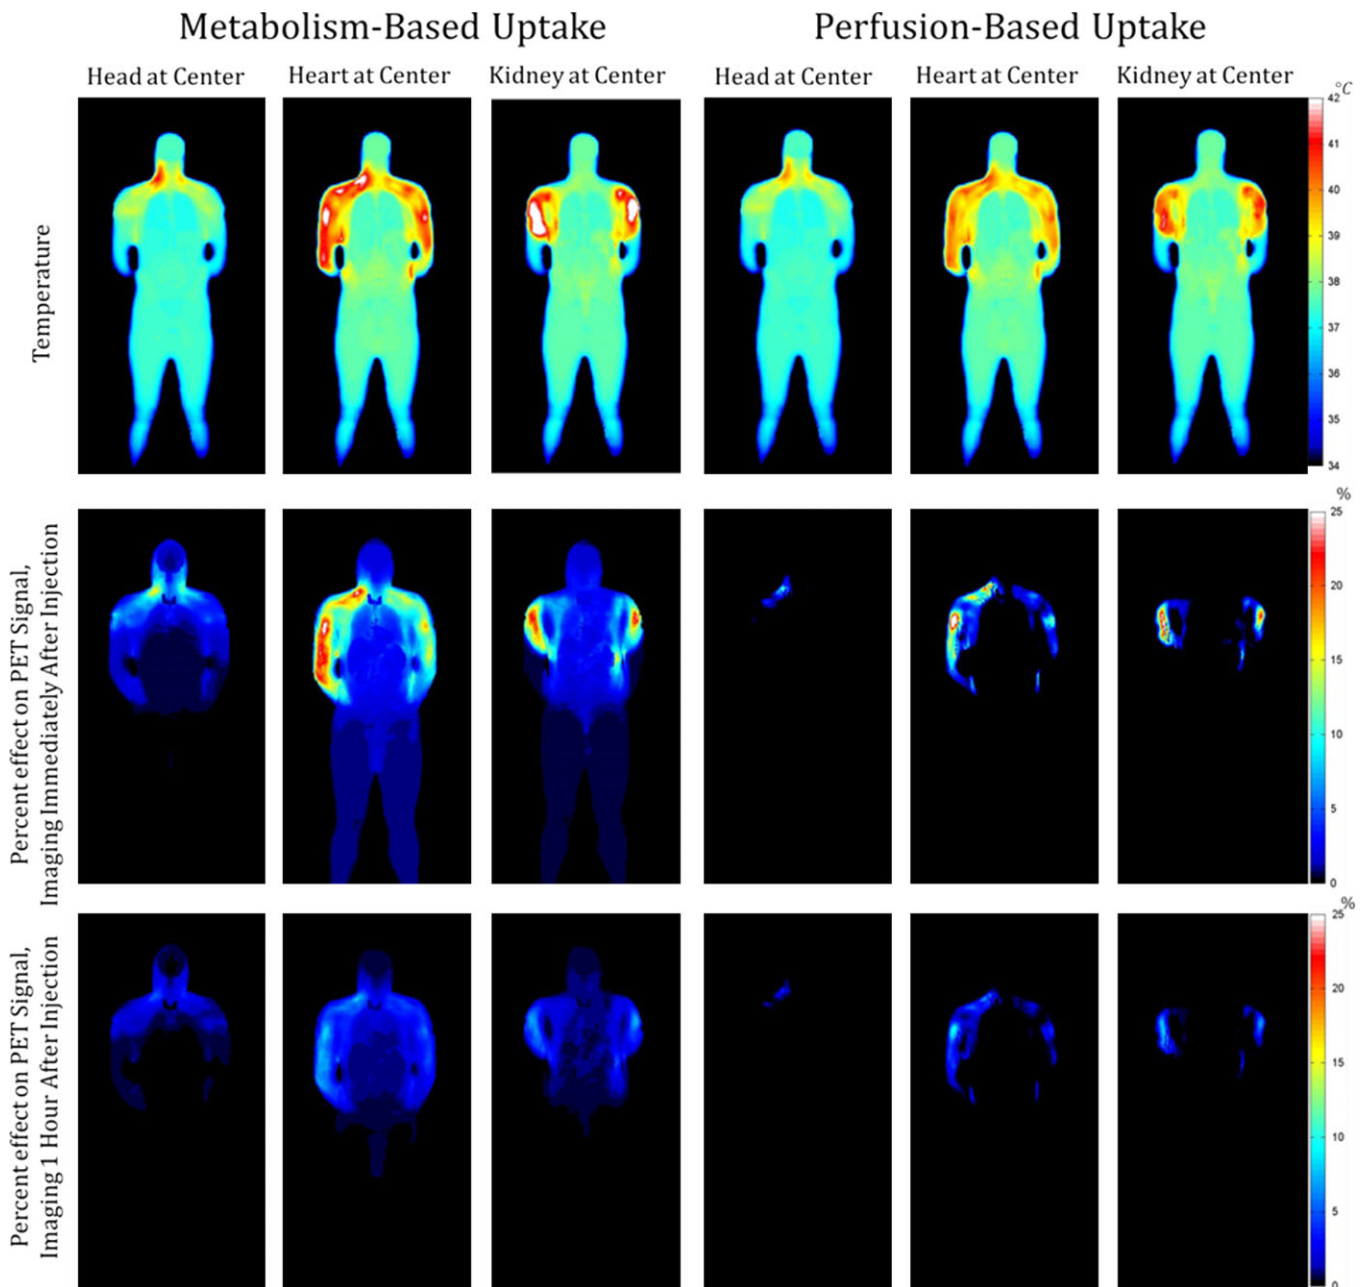 Metabolism-Based Uptake
Perfusion-Based Uptake
Head at Center
Heart at Center
Kidney at Center
Head at Center
Heart at Center
Kidney at Center
°C
Temperature
42
41
40
39
38
37
36
35
34
Percent effect on PET Signal,
Imaging Immediately After Injection
%
25
20
15
10
5
0
Percent effect on PET Signal,
Imaging 1 Hour After Injection
%
25
20
15
10
5
0